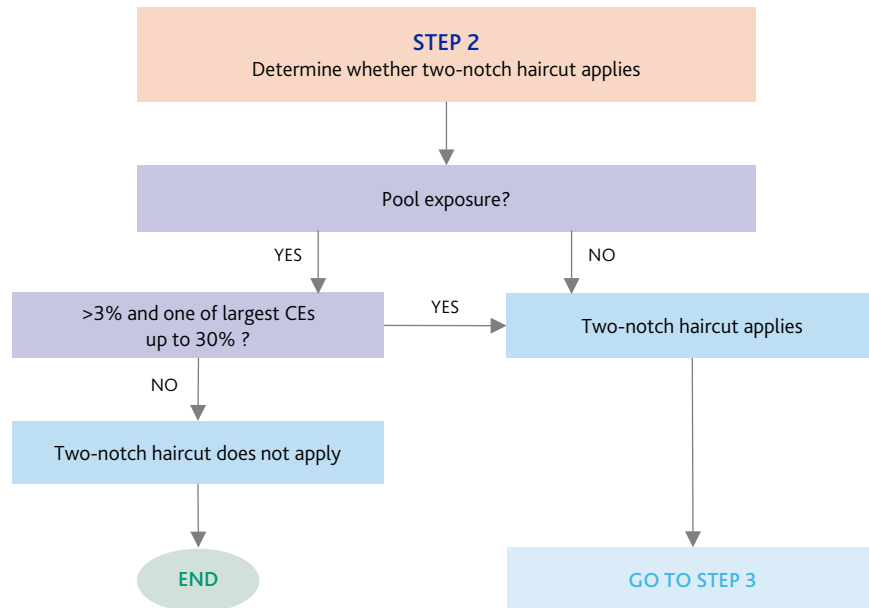 STEP 2
Determine whether two-notch haircut applies
Pool exposure?
YES
NO
>3% and one of largest CEs
up to 30% ?
YES
Two-notch haircut applies
NO
Two-notch haircut does not apply
END
GO TO STEP 3